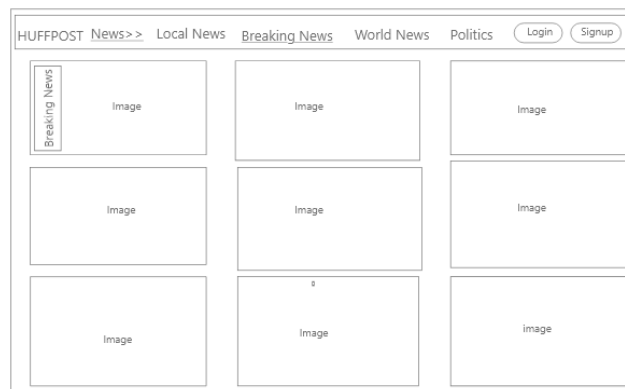 HUFFPOST News>> Local News Breaking News World News Politics Login Signup
Breaking News
Image Image Image
Image Image Image
Image Image image